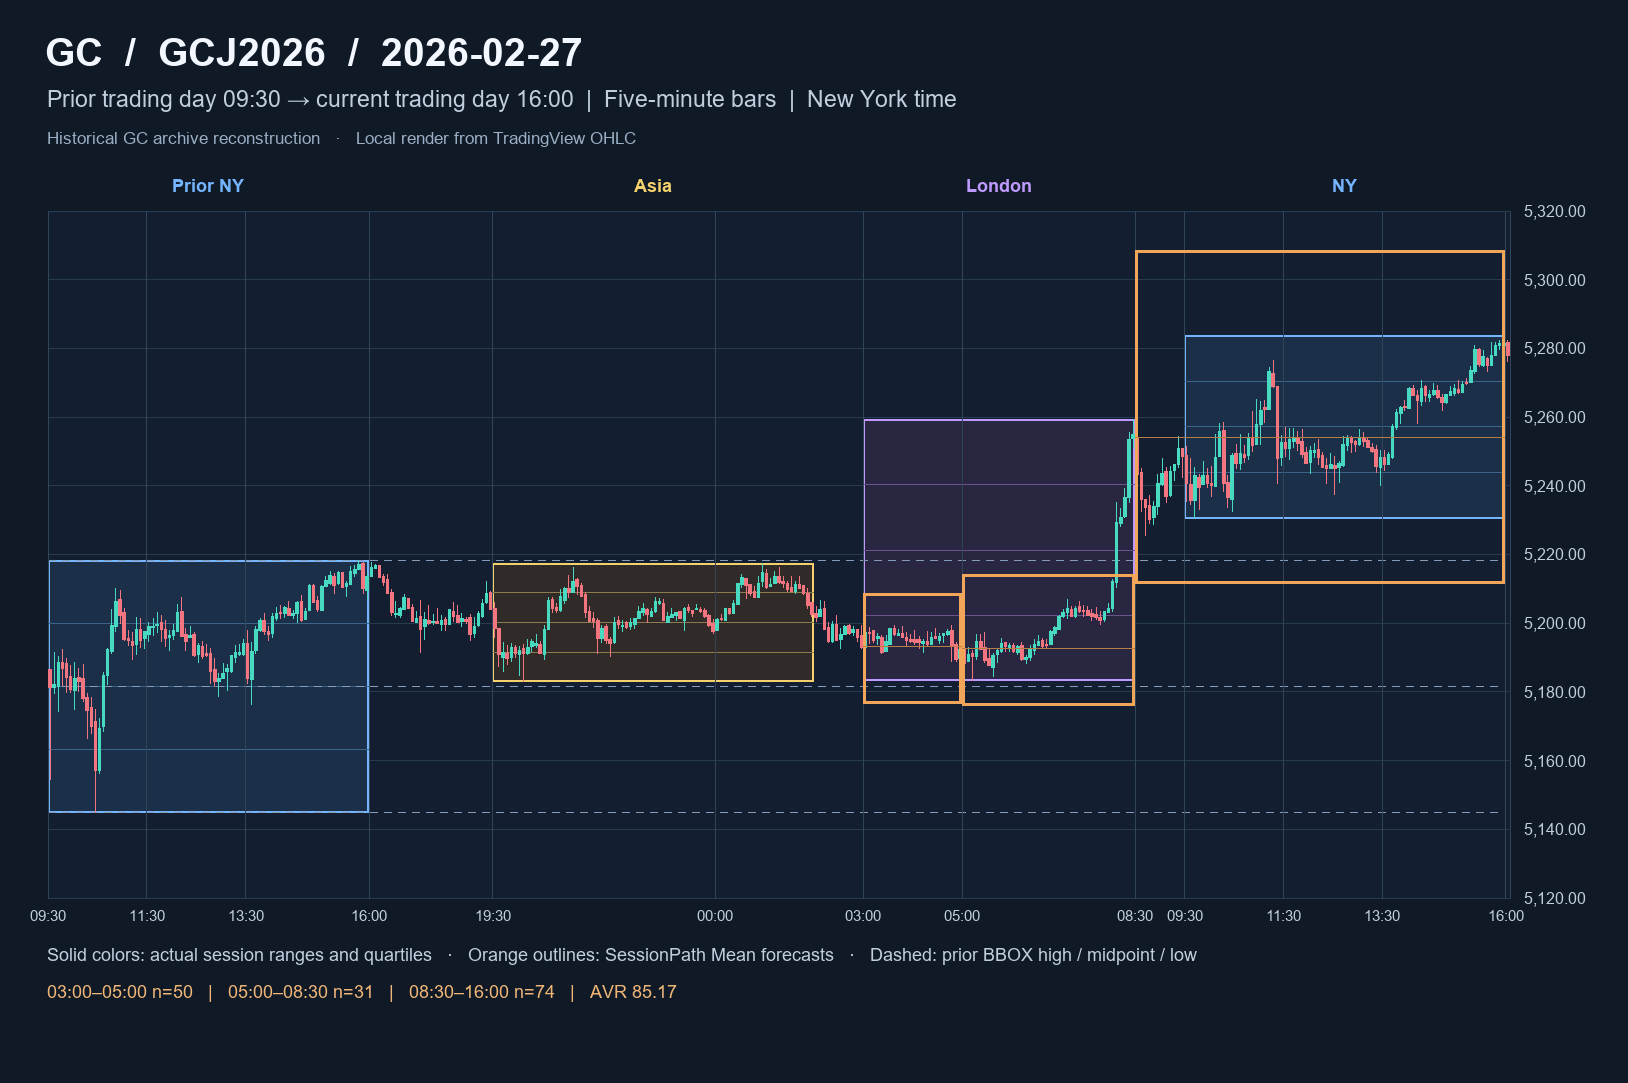 GC / GCJ2026 / 2026-02-27
Prior trading day 09:30 → current trading day 16:00 | Five-minute bars | New York time
Historical GC archive reconstruction · Local render from TradingView OHLC
Prior NY Asia London NY
5,320.00
5,300.00
5,280.00
5,260.00
5,240.00
5,220.00
5,200.00
5,180.00
5,160.00
5,140.00
5,120.00
09:30 11:30 13:30 16:00 19:30 00:00 03:00 05:00 08:30 09:30 11:30 13:30 16:00
Solid colors: actual session ranges and quartiles · Orange outlines: SessionPath Mean forecasts · Dashed: prior BBOX high / midpoint / low
03:00–05:00 n=50 | 05:00–08:30 n=31 | 08:30–16:00 n=74 | AVR 85.17